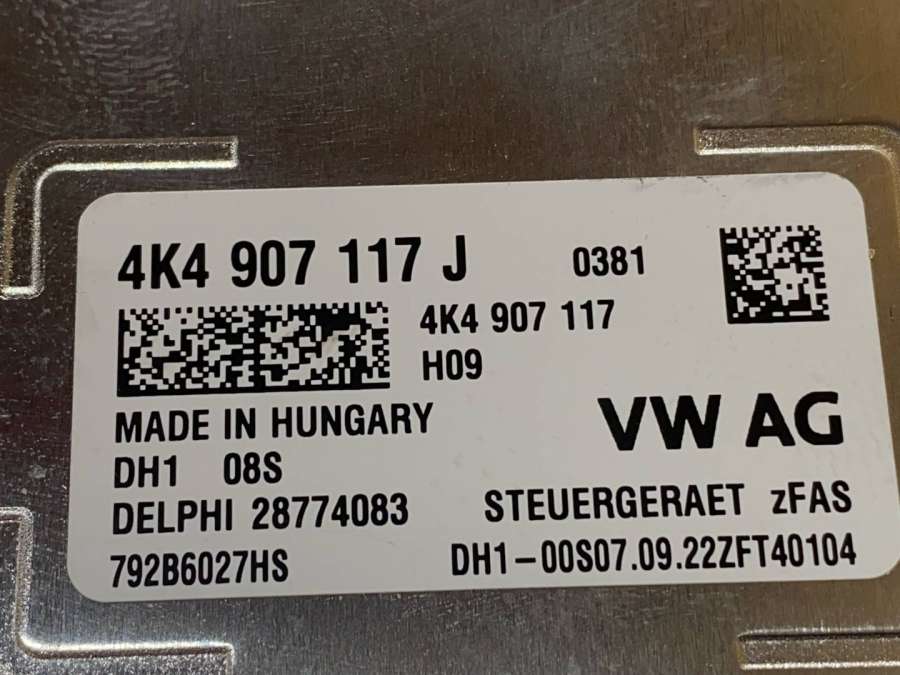 4K4 907 117 J 0381
4K4 907 117
H09
MADE IN HUNGARY
VW AG
DH1 08S
DELPHI 28774083
STEUERGERAET zFAS
792B6027HS
DH1-00S07.09.22ZFT40104